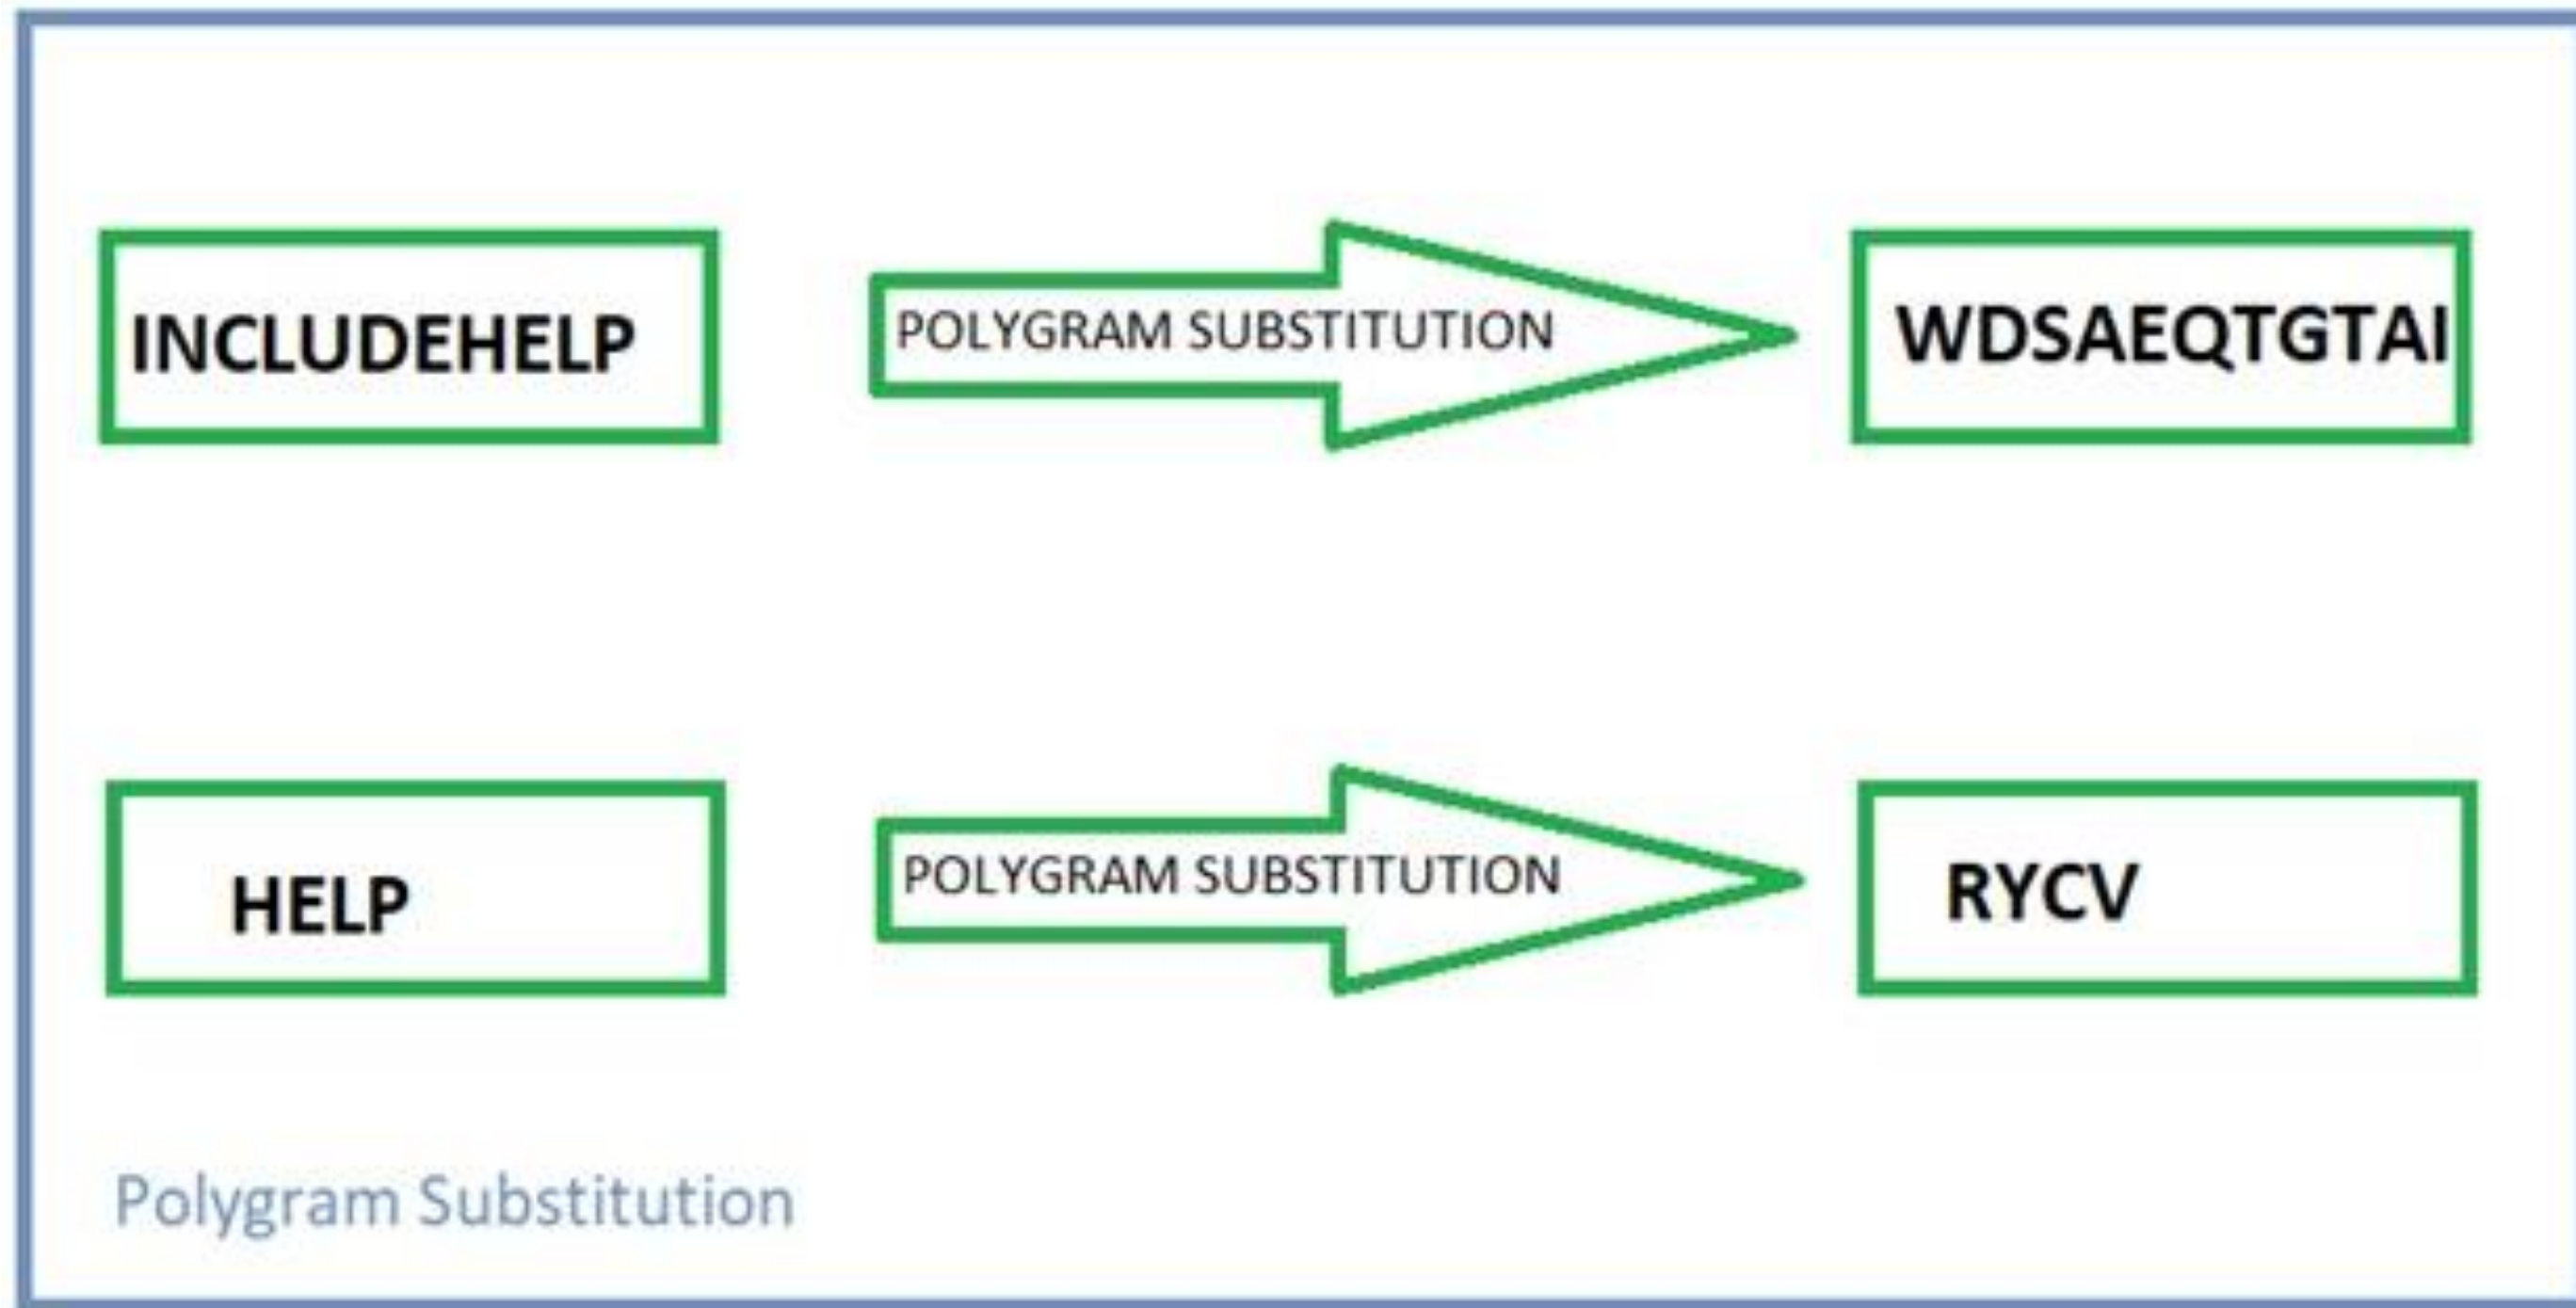 INCLUDEHELP
POLYGRAM SUBSTITUTION
WDSAEQTGTAI
HELP
POLYGRAM SUBSTITUTION
RYCV
Polygram Substitution